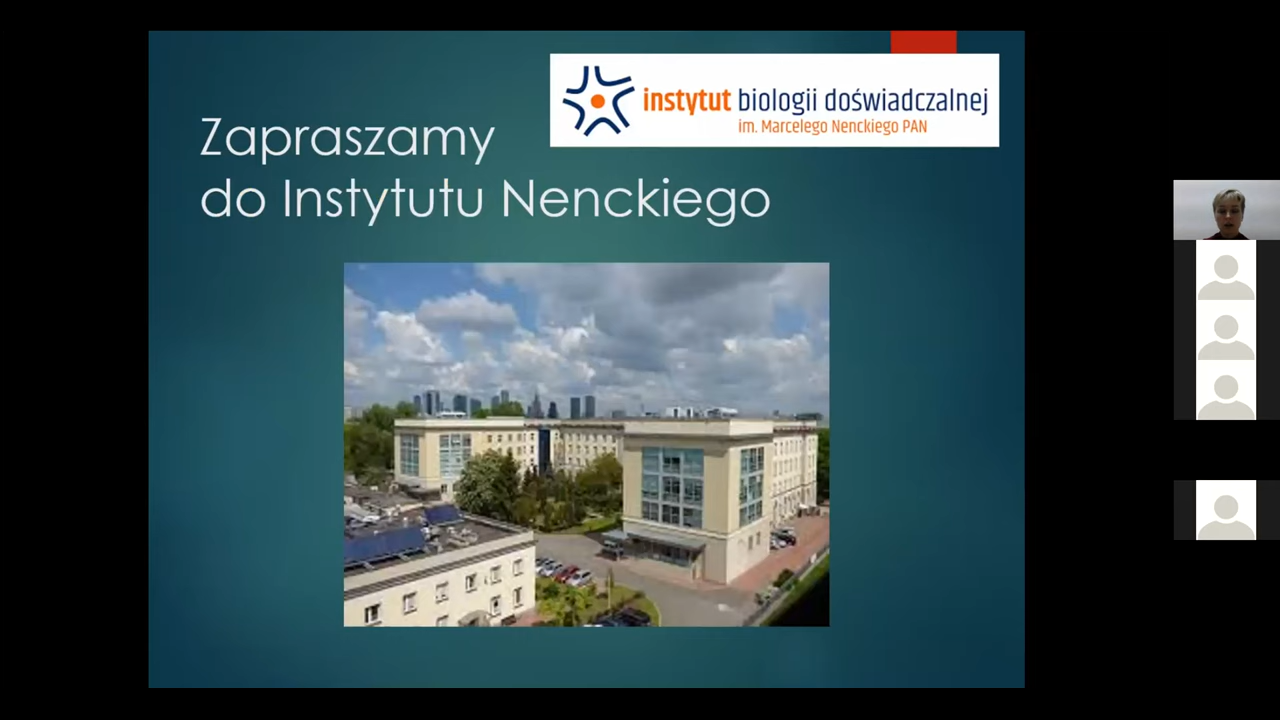 Zapraszamy
do Instytutu Nenckiego
instytut biologii doświadczalnej
im. Marcelego Nenckiego PAN